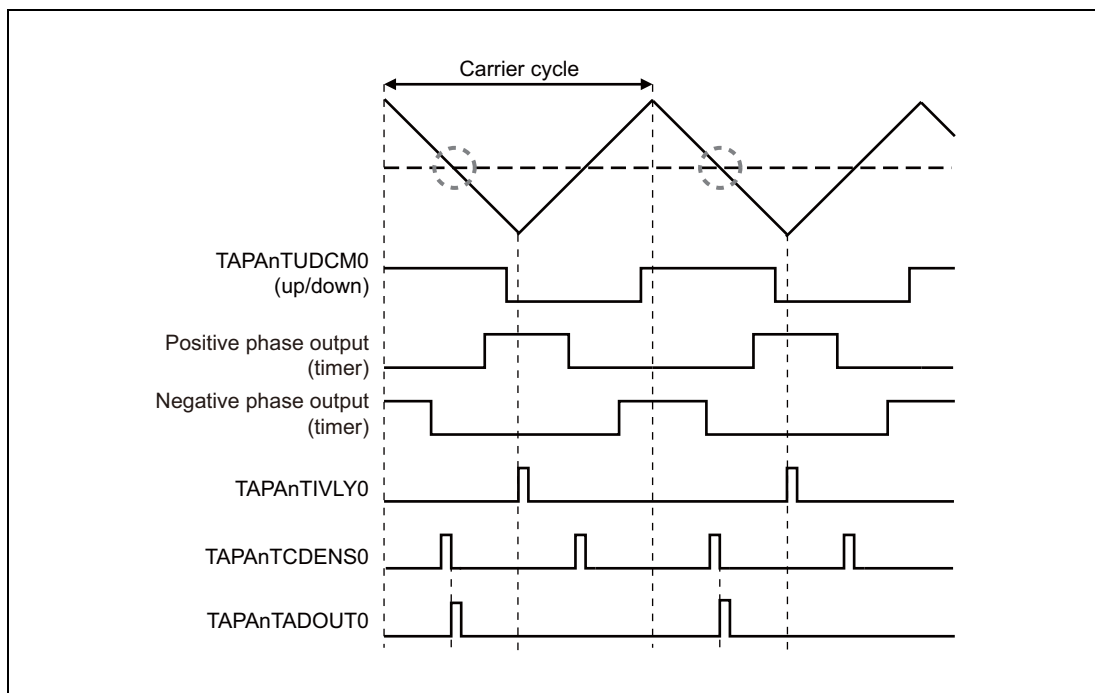 Carrier cycle
TAPAnTUDCM0
(up/down)
Positive phase output
(timer)
Negative phase output
(timer)
TAPAnTIVLY0
TAPAnTCDENS0
TAPAnTADOUT0